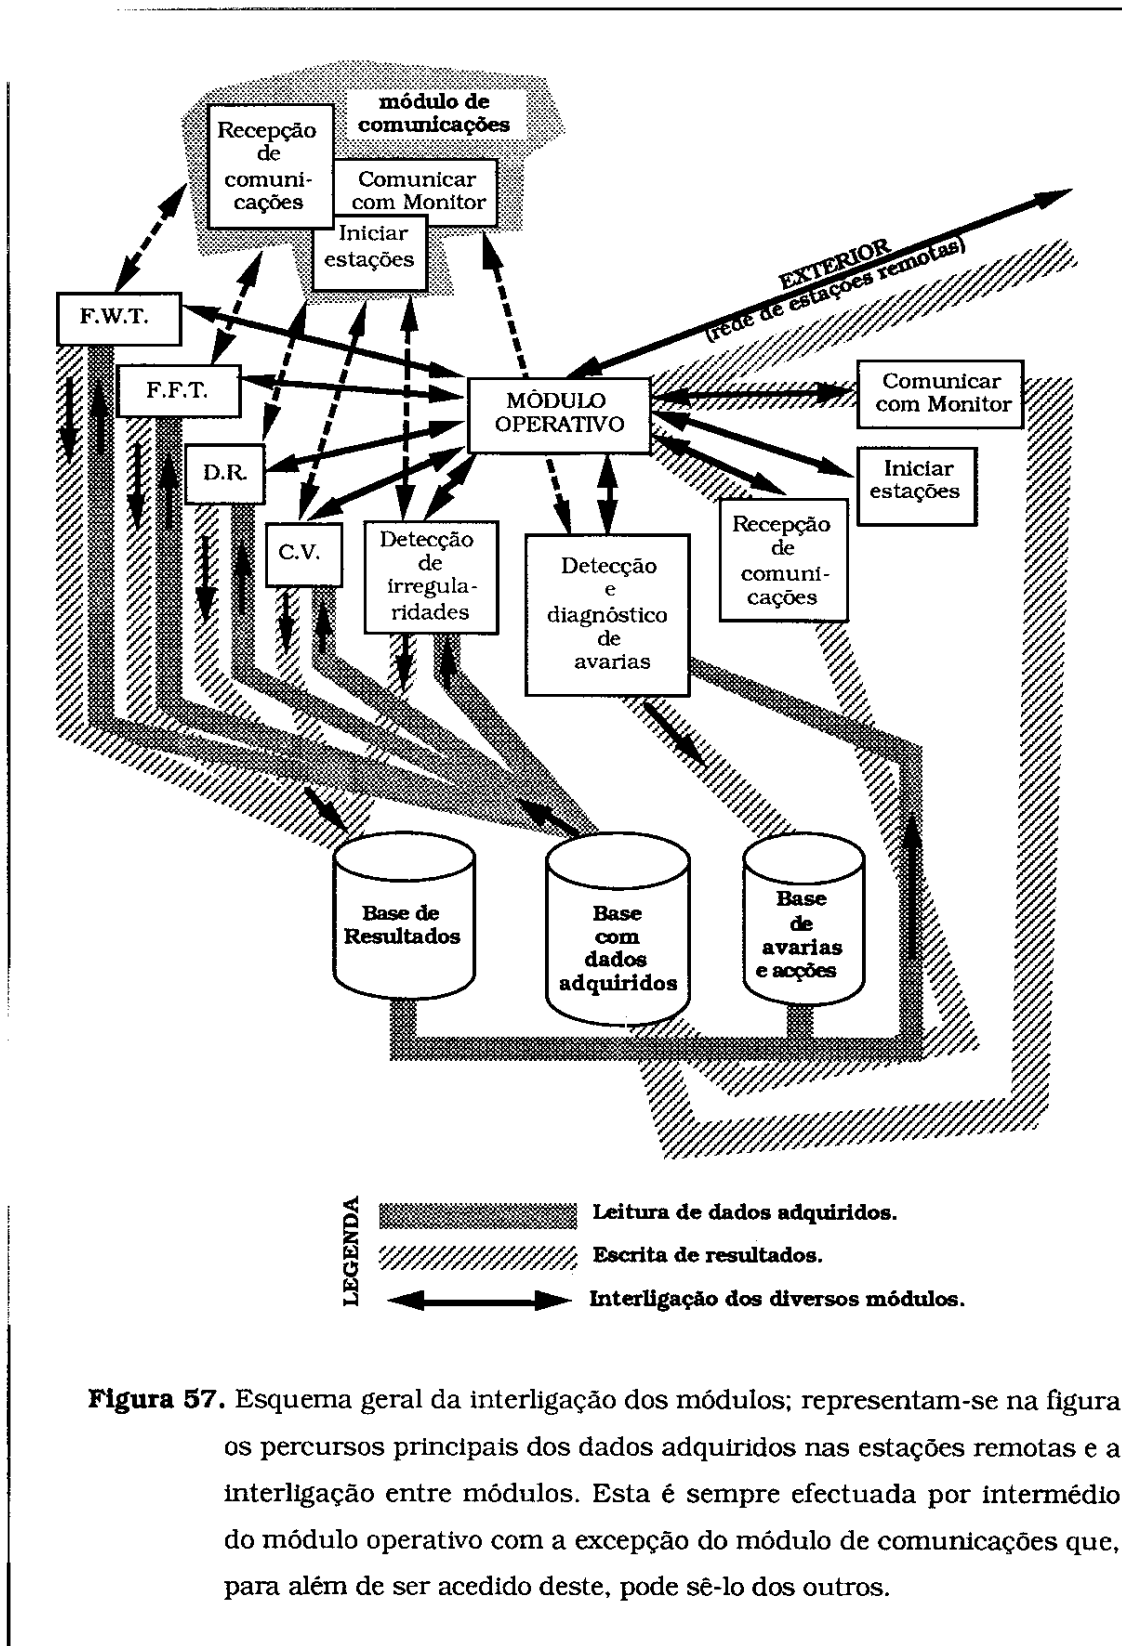 módulo de
comunicações
Recepção
de
comuni-
cações
Comunicar
com Monitor
Iniciar
estações
EXTERIOR
(rede de estações remotas)
F.W.T.
F.F.T.
D.R.
C.V.
Detecção
de
irregula-
ridades
MÓDULO
OPERATIVO
Detecção
e
diagnóstico
de
avarias
Comunicar
com Monitor
Iniciar
estações
Recepção
de
comuni-
cações
Base de
Resultados
Base
com
dados
adquiridos
Base
de
avarias
e acções
LEGENDA
Leitura de dados adquiridos.
Escrita de resultados.
Interligação dos diversos módulos.
Figura 57. Esquema geral da interligação dos módulos; representam-se na figura
os percursos principais dos dados adquiridos nas estações remotas e a
interligação entre módulos. Esta é sempre efectuada por intermédio
do módulo operativo com a excepção do módulo de comunicações que,
para além de ser acedido deste, pode sê-lo dos outros.